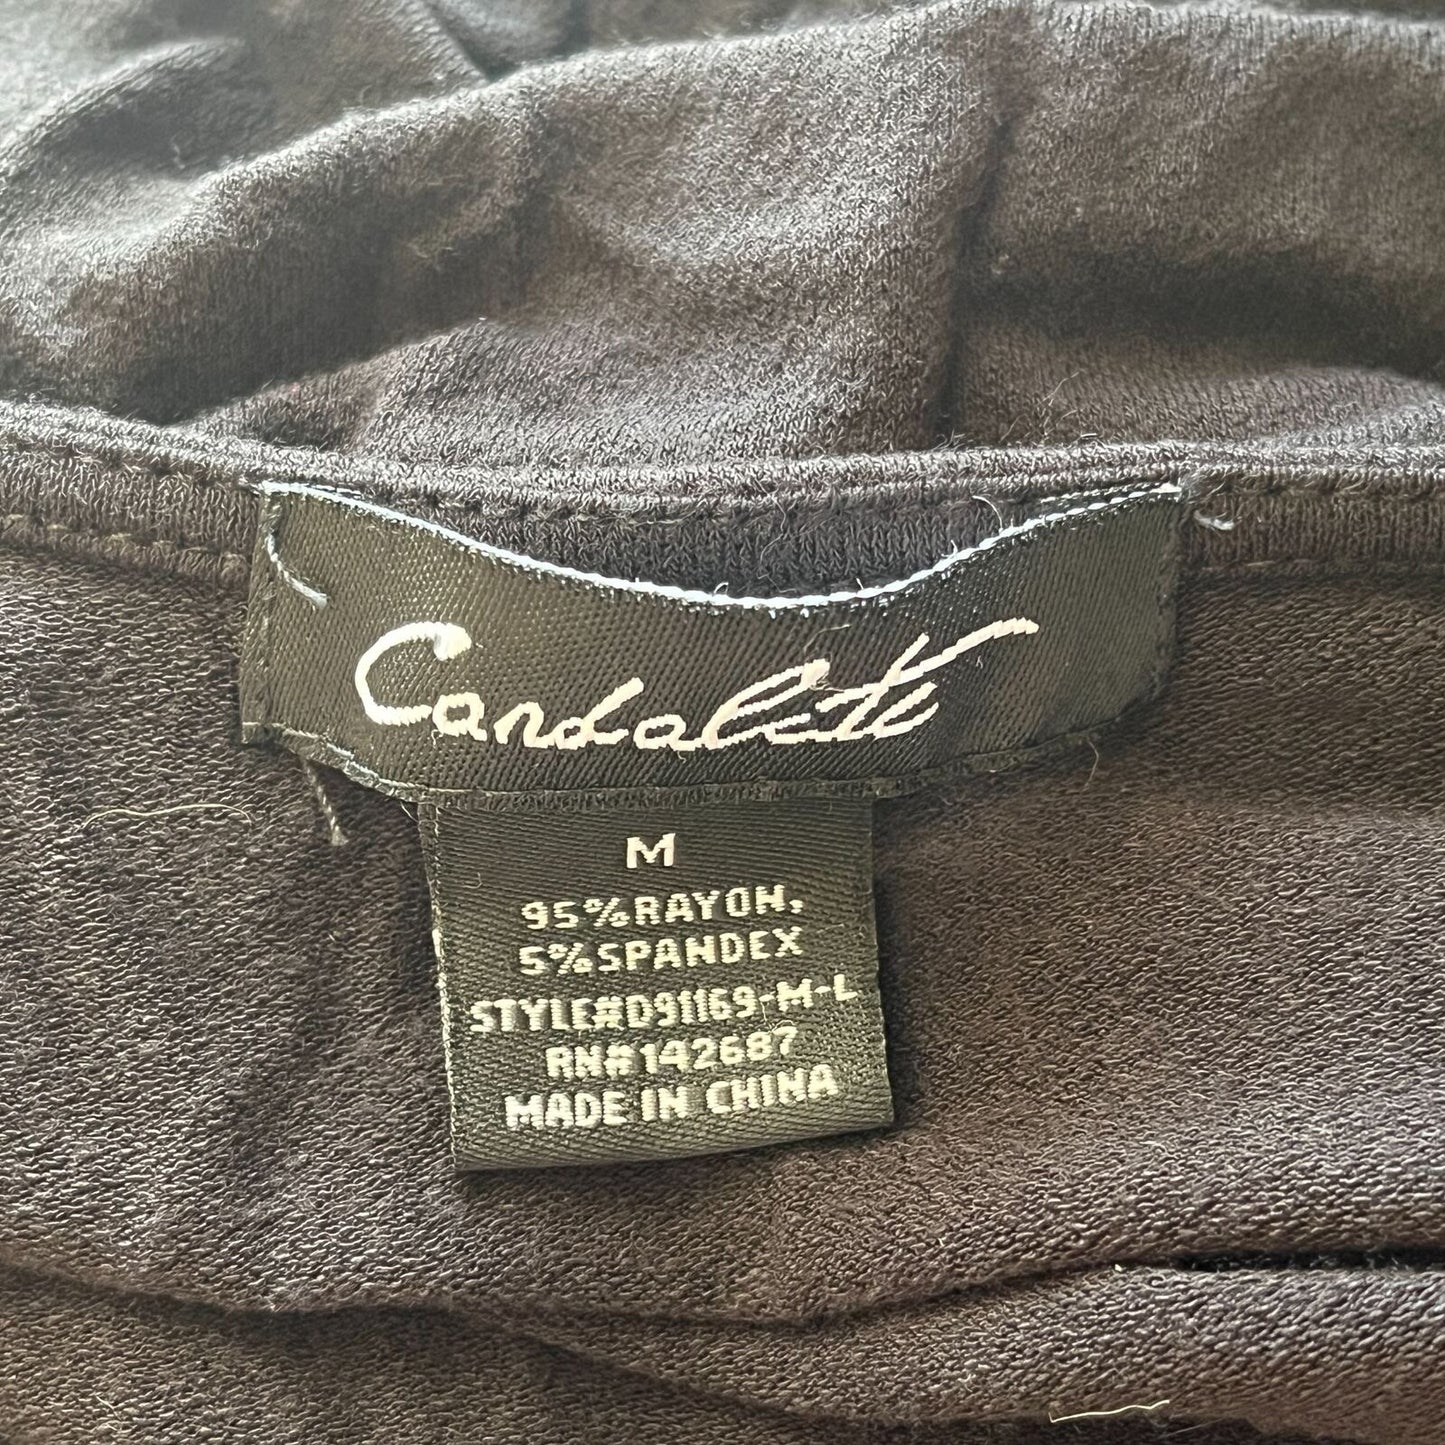 Candalite
M
95%RAYON,
5%SPANDEX
STYLE#D91169-M-L
RN#142687
MADE IN CHINA